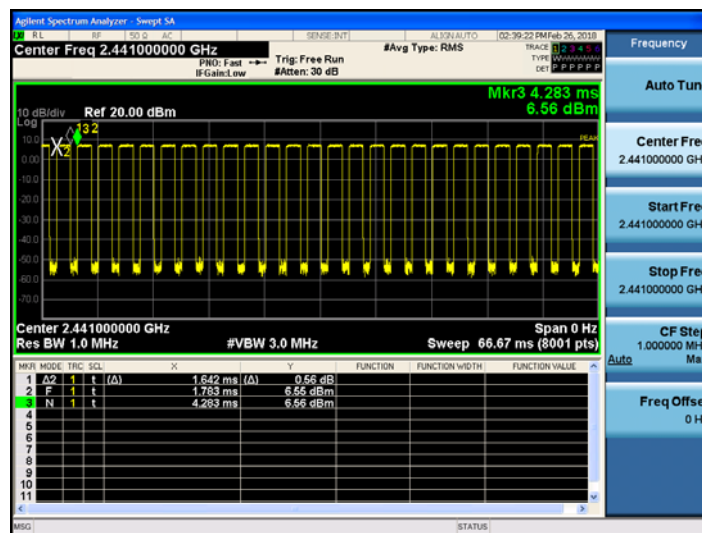 Agilent Spectrum Analyzer - Swept SA
RL RF 50 Ω AC SENSE:INT ALIGN AUTO 02:39:22 PM Feb 26, 2018
Center Freq 2.441000000 GHz
#Avg Type: RMS
TRACE 1 2 3 4 5 6
PNO: Fast
Trig: Free Run
TYPE WWWWWW
IFGain:Low
#Atten: 30 dB
DET P P P P P P
Mkr3 4.283 ms
10 dB/div Ref 20.00 dBm
6.56 dBm
Log
10.0
0.00
-10.0
-20.0
-30.0
-40.0
-50.0
-60.0
-70.0
X2
1 3 2
PEAK
Center 2.441000000 GHz Span 0 Hz
Res BW 1.0 MHz #VBW 3.0 MHz Sweep 66.67 ms (8001 pts)
MKR MODE TRC SCL X Y FUNCTION FUNCTION WIDTH FUNCTION VALUE
1 Δ2 1 t (Δ) 1.642 ms (Δ) 0.56 dB
2 F 1 t 1.783 ms 6.55 dBm
3 N 1 t 4.283 ms 6.56 dBm
4
5
6
7
8
9
10
11
MSG STATUS
Frequency
Auto Tun
Center Fre
2.441000000 GH
Start Fre
2.441000000 GH
Stop Fre
2.441000000 GH
CF Step
1.000000 MH
Auto Ma
Freq Offse
0 H